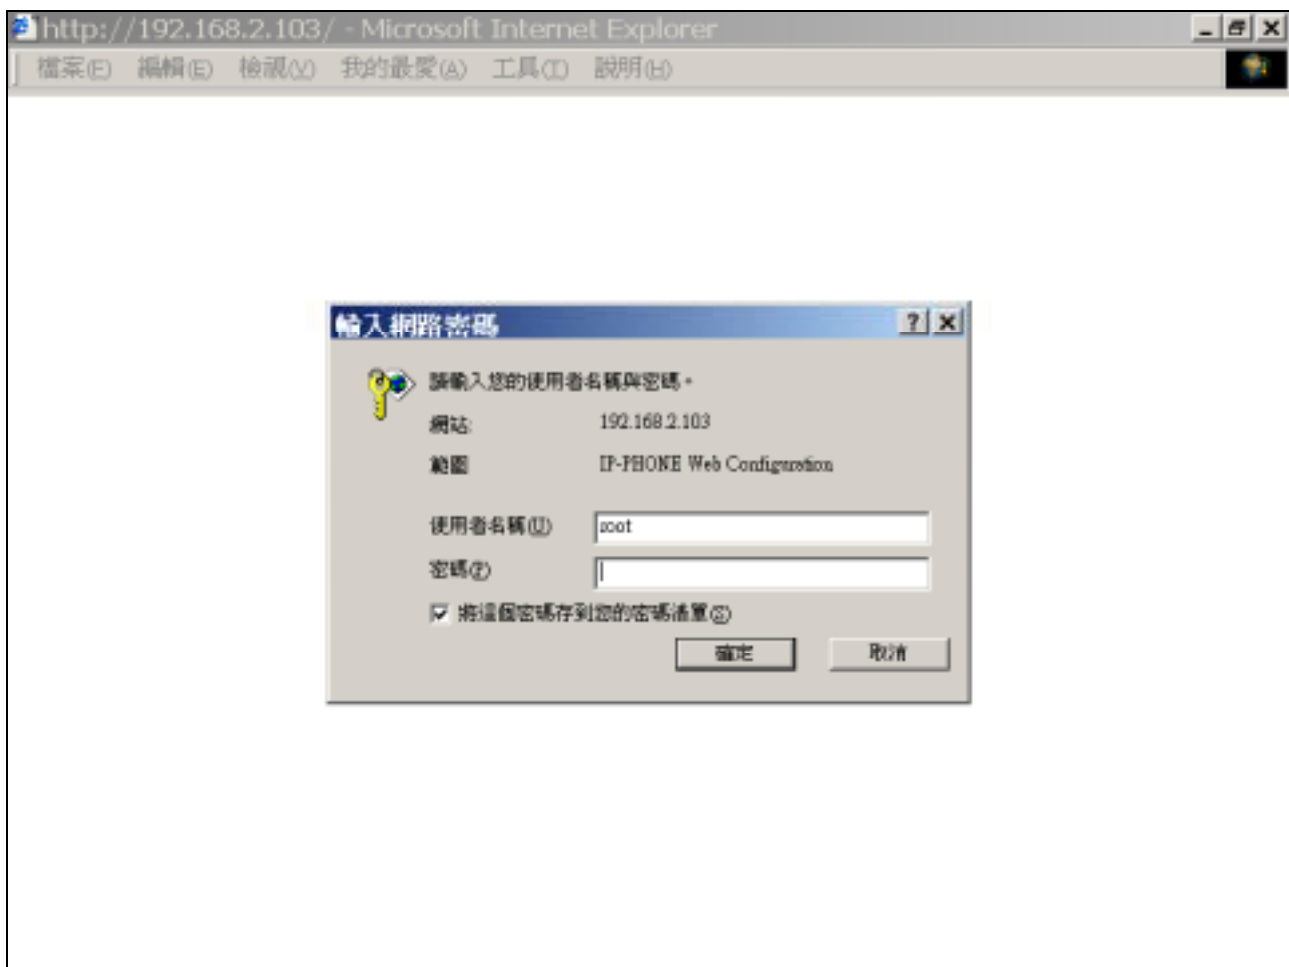 http://192.168.2.103/ - Microsoft Internet Explorer
檔案(F) 編輯(E) 檢視(V) 我的最愛(A) 工具(T) 說明(H)
輸入網路密碼
請輸入您的使用者名稱與密碼。
網站: 192.168.2.103
範圍 IP-PHONE Web Configuration
使用者名稱(U) root
密碼(P)
將這個密碼存到您的密碼清單(S)
確定 取消